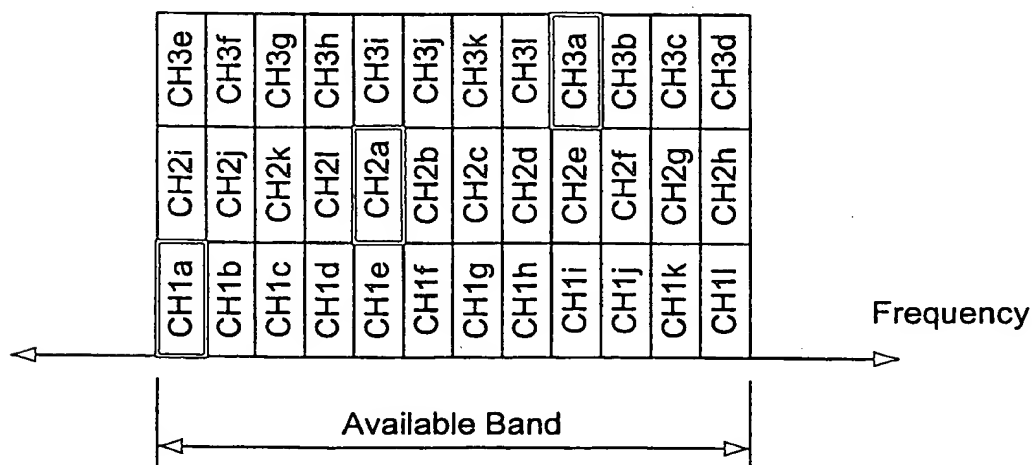 CH3e CH3f CH3g CH3h CH3i CH3j CH3k CH3l CH3a CH3b CH3c CH3d
CH2i CH2j CH2k CH2l CH2a CH2b CH2c CH2d CH2e CH2f CH2g CH2h
CH1a CH1b CH1c CH1d CH1e CH1f CH1g CH1h CH1i CH1j CH1k CH1l
Frequency
Available Band